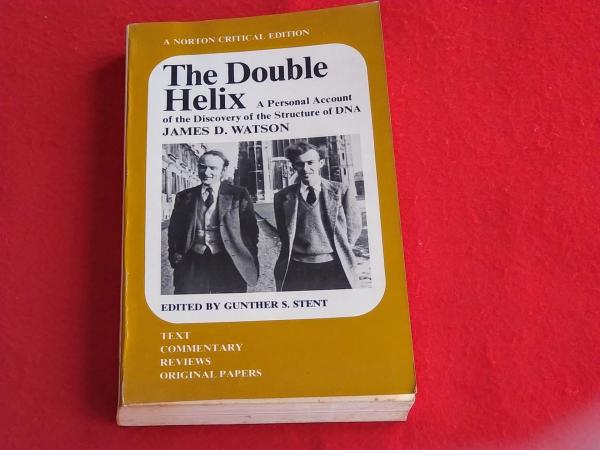 A NORTON CRITICAL EDITION
The Double
Helix A Personal Account
of the Discovery of the Structure of DNA
JAMES D. WATSON
EDITED BY GUNTHER S. STENT
TEXT
COMMENTARY
REVIEWS
ORIGINAL PAPERS